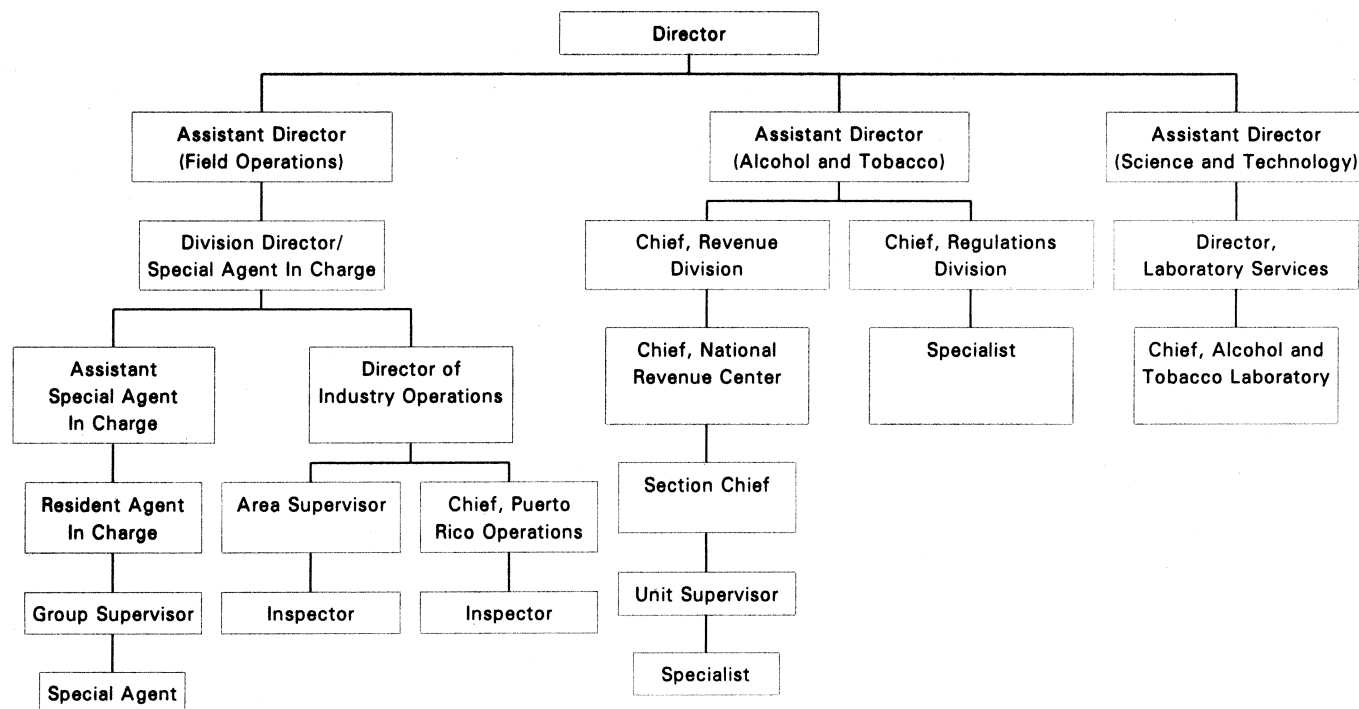 Director
Assistant Director
(Field Operations)
Assistant Director
(Alcohol and Tobacco)
Assistant Director
(Science and Technology)
Division Director/
Special Agent In Charge
Chief, Revenue
Division
Chief, Regulations
Division
Director,
Laboratory Services
Assistant
Special Agent
In Charge
Director of
Industry Operations
Chief, National
Revenue Center
Specialist
Chief, Alcohol and
Tobacco Laboratory
Resident Agent
In Charge
Area Supervisor
Chief, Puerto
Rico Operations
Section Chief
Group Supervisor
Inspector
Inspector
Unit Supervisor
Special Agent
Specialist